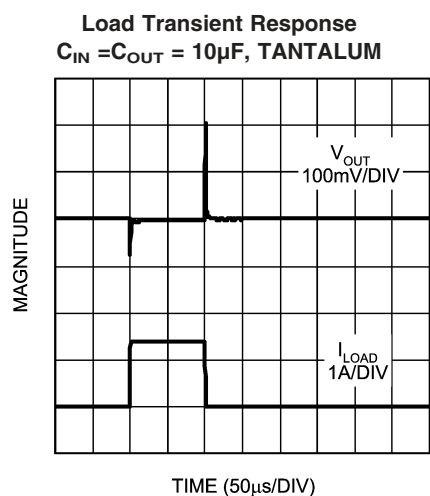 Load Transient Response
C_IN =C_OUT = 10µF, TANTALUM
V_OUT
100mV/DIV
MAGNITUDE
I_LOAD
1A/DIV
TIME (50µs/DIV)